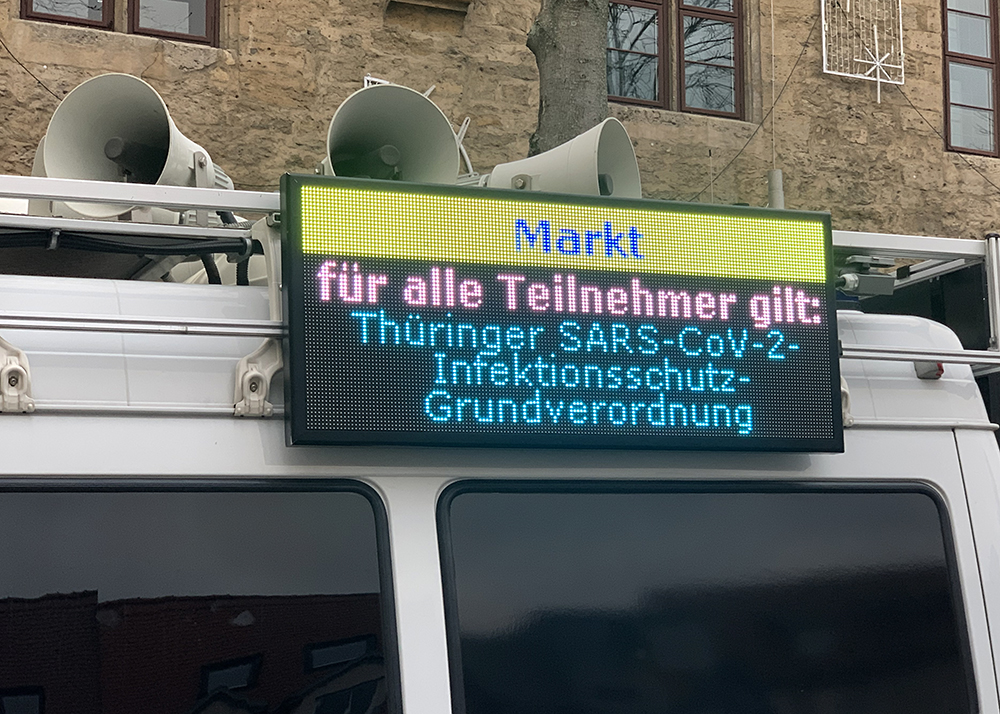 Markt
für alle Teilnehmer gilt:
Thüringer SARS-CoV-2-
Infektionsschutz-
Grundverordnung